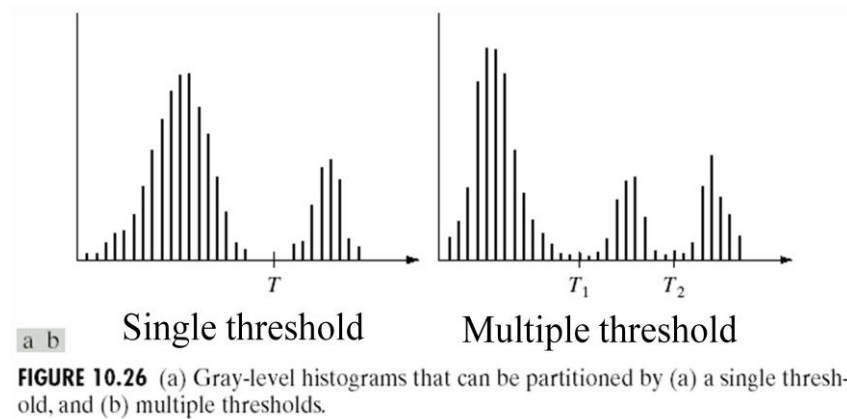 T
T1
T2
Single threshold
Multiple threshold
a b
FIGURE 10.26 (a) Gray-level histograms that can be partitioned by (a) a single thresh-
old, and (b) multiple thresholds.